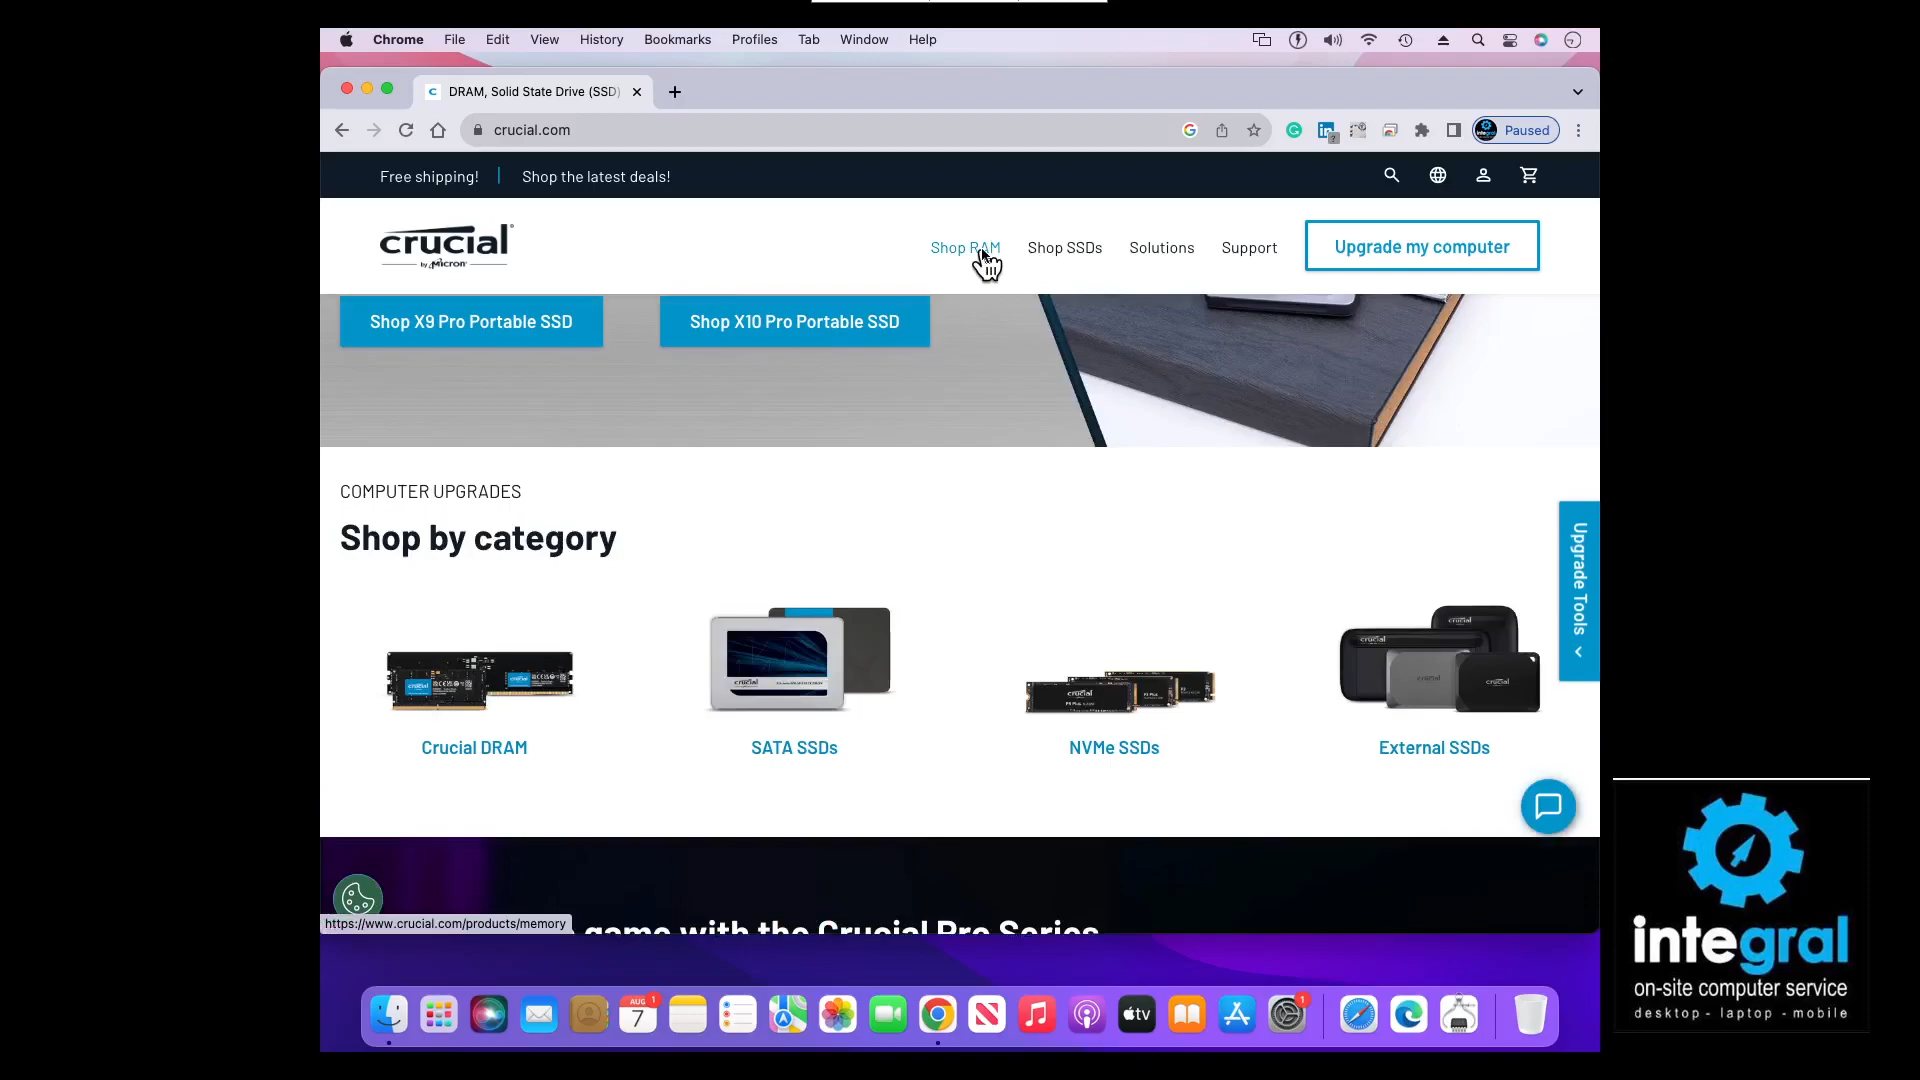 Chrome File Edit View History Bookmarks Profiles Tab Window Help
DRAM, Solid State Drive (SSD)
crucial.com
Paused
Free shipping! Shop the latest deals!
crucial
by Micron
Shop RAM Shop SSDs Solutions Support Upgrade my computer
Shop X9 Pro Portable SSD Shop X10 Pro Portable SSD
COMPUTER UPGRADES
Shop by category
Upgrade Tools
Crucial DRAM SATA SSDs NVMe SSDs External SSDs
game with the Crucial Pro Series
https://www.crucial.com/products/memory
AUG
7
tv
integral
on-site computer service
desktop - laptop - mobile